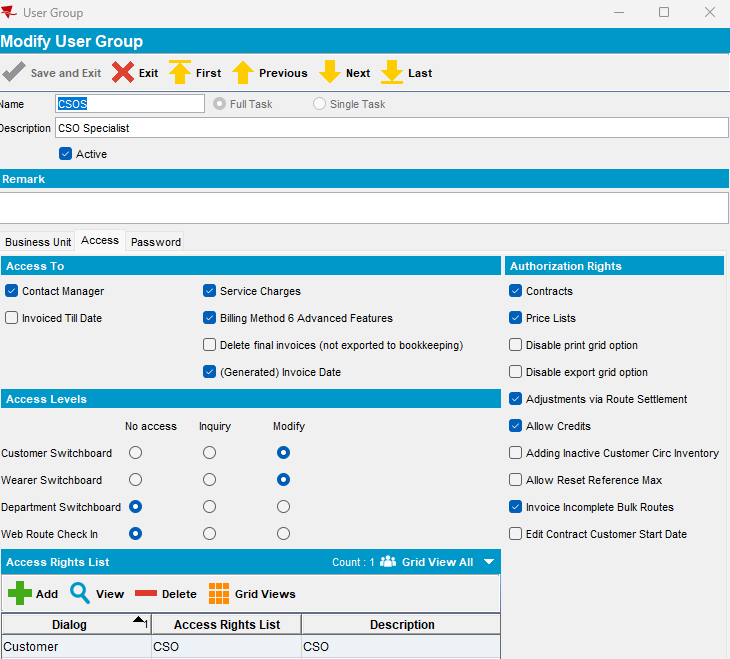 User Group
Modify User Group
Save and Exit Exit First Previous Next Last
Name CSOS Full Task Single Task
Description CSO Specialist
Active
Remark
Business Unit Access Password
Access To
Contact Manager Service Charges
Invoiced Till Date Billing Method 6 Advanced Features
Delete final invoices (not exported to bookkeeping)
(Generated) Invoice Date
Access Levels
No access Inquiry Modify
Customer Switchboard
Wearer Switchboard
Department Switchboard
Web Route Check In
Authorization Rights
Contracts
Price Lists
Disable print grid option
Disable export grid option
Adjustments via Route Settlement
Allow Credits
Adding Inactive Customer Circ Inventory
Allow Reset Reference Max
Invoice Incomplete Bulk Routes
Edit Contract Customer Start Date
Access Rights List Count : 1 Grid View All
Add View Delete Grid Views
Dialog 1 Access Rights List Description
Customer CSO CSO